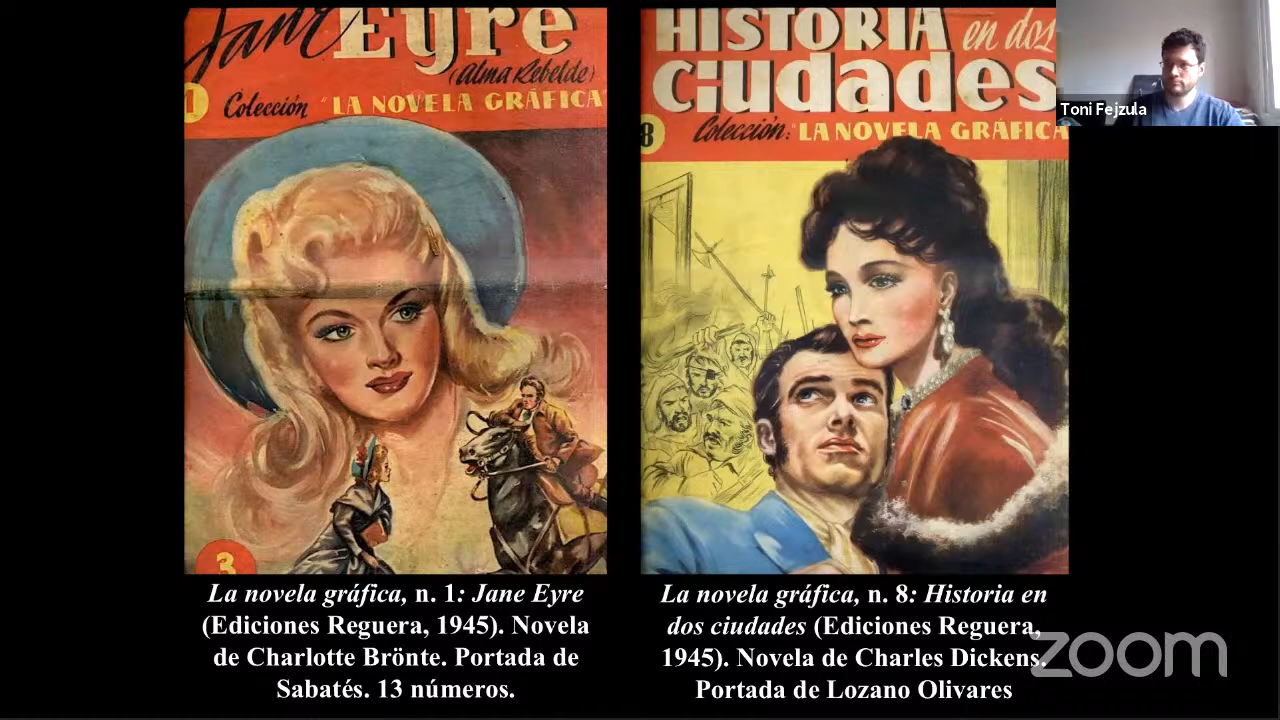 Jane Eyre
(Alma Rebelde)
1
Colección "LA NOVELA GRÁFICA"
3
HISTORIA en dos
CIUDADES
8
Colección: "LA NOVELA GRÁFICA
Toni Fejzula
La novela gráfica, n. 1: Jane Eyre
(Ediciones Reguera, 1945). Novela
de Charlotte Brönte. Portada de
Sabatés. 13 números.
La novela gráfica, n. 8: Historia en
dos ciudades (Ediciones Reguera,
1945). Novela de Charles Dickens.
Portada de Lozano Olivares
zoom